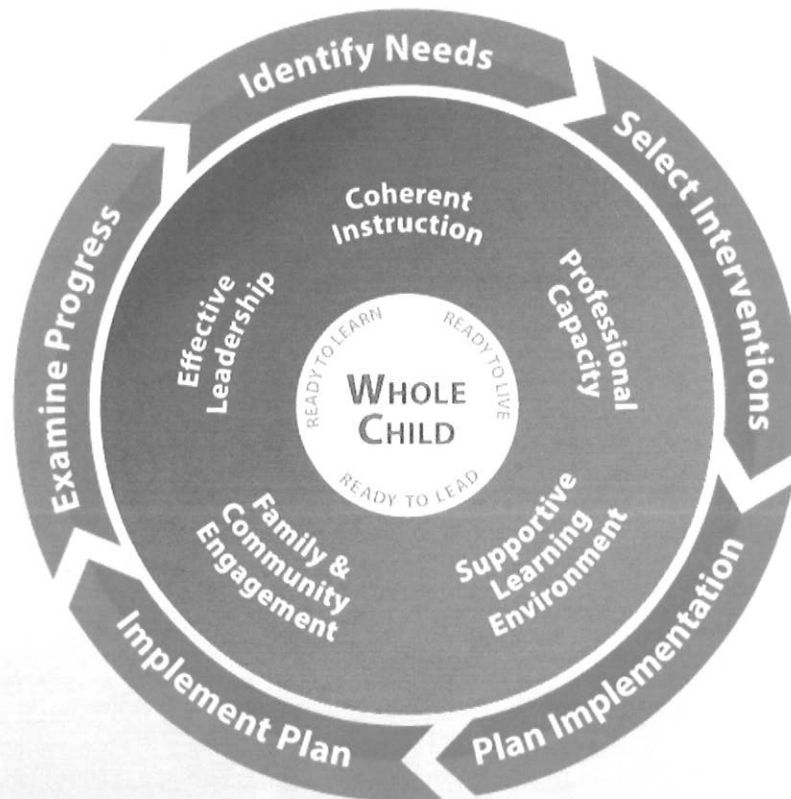 Identify Needs
Select Interventions
Plan Implementation
Implement Plan
Examine Progress
Coherent
Instruction
Professional
Capacity
Supportive
Learning
Environment
Family &
Community
Engagement
Effective
Leadership
READY TO LEARN
READY TO LIVE
READY TO LEAD
WHOLE
CHILD